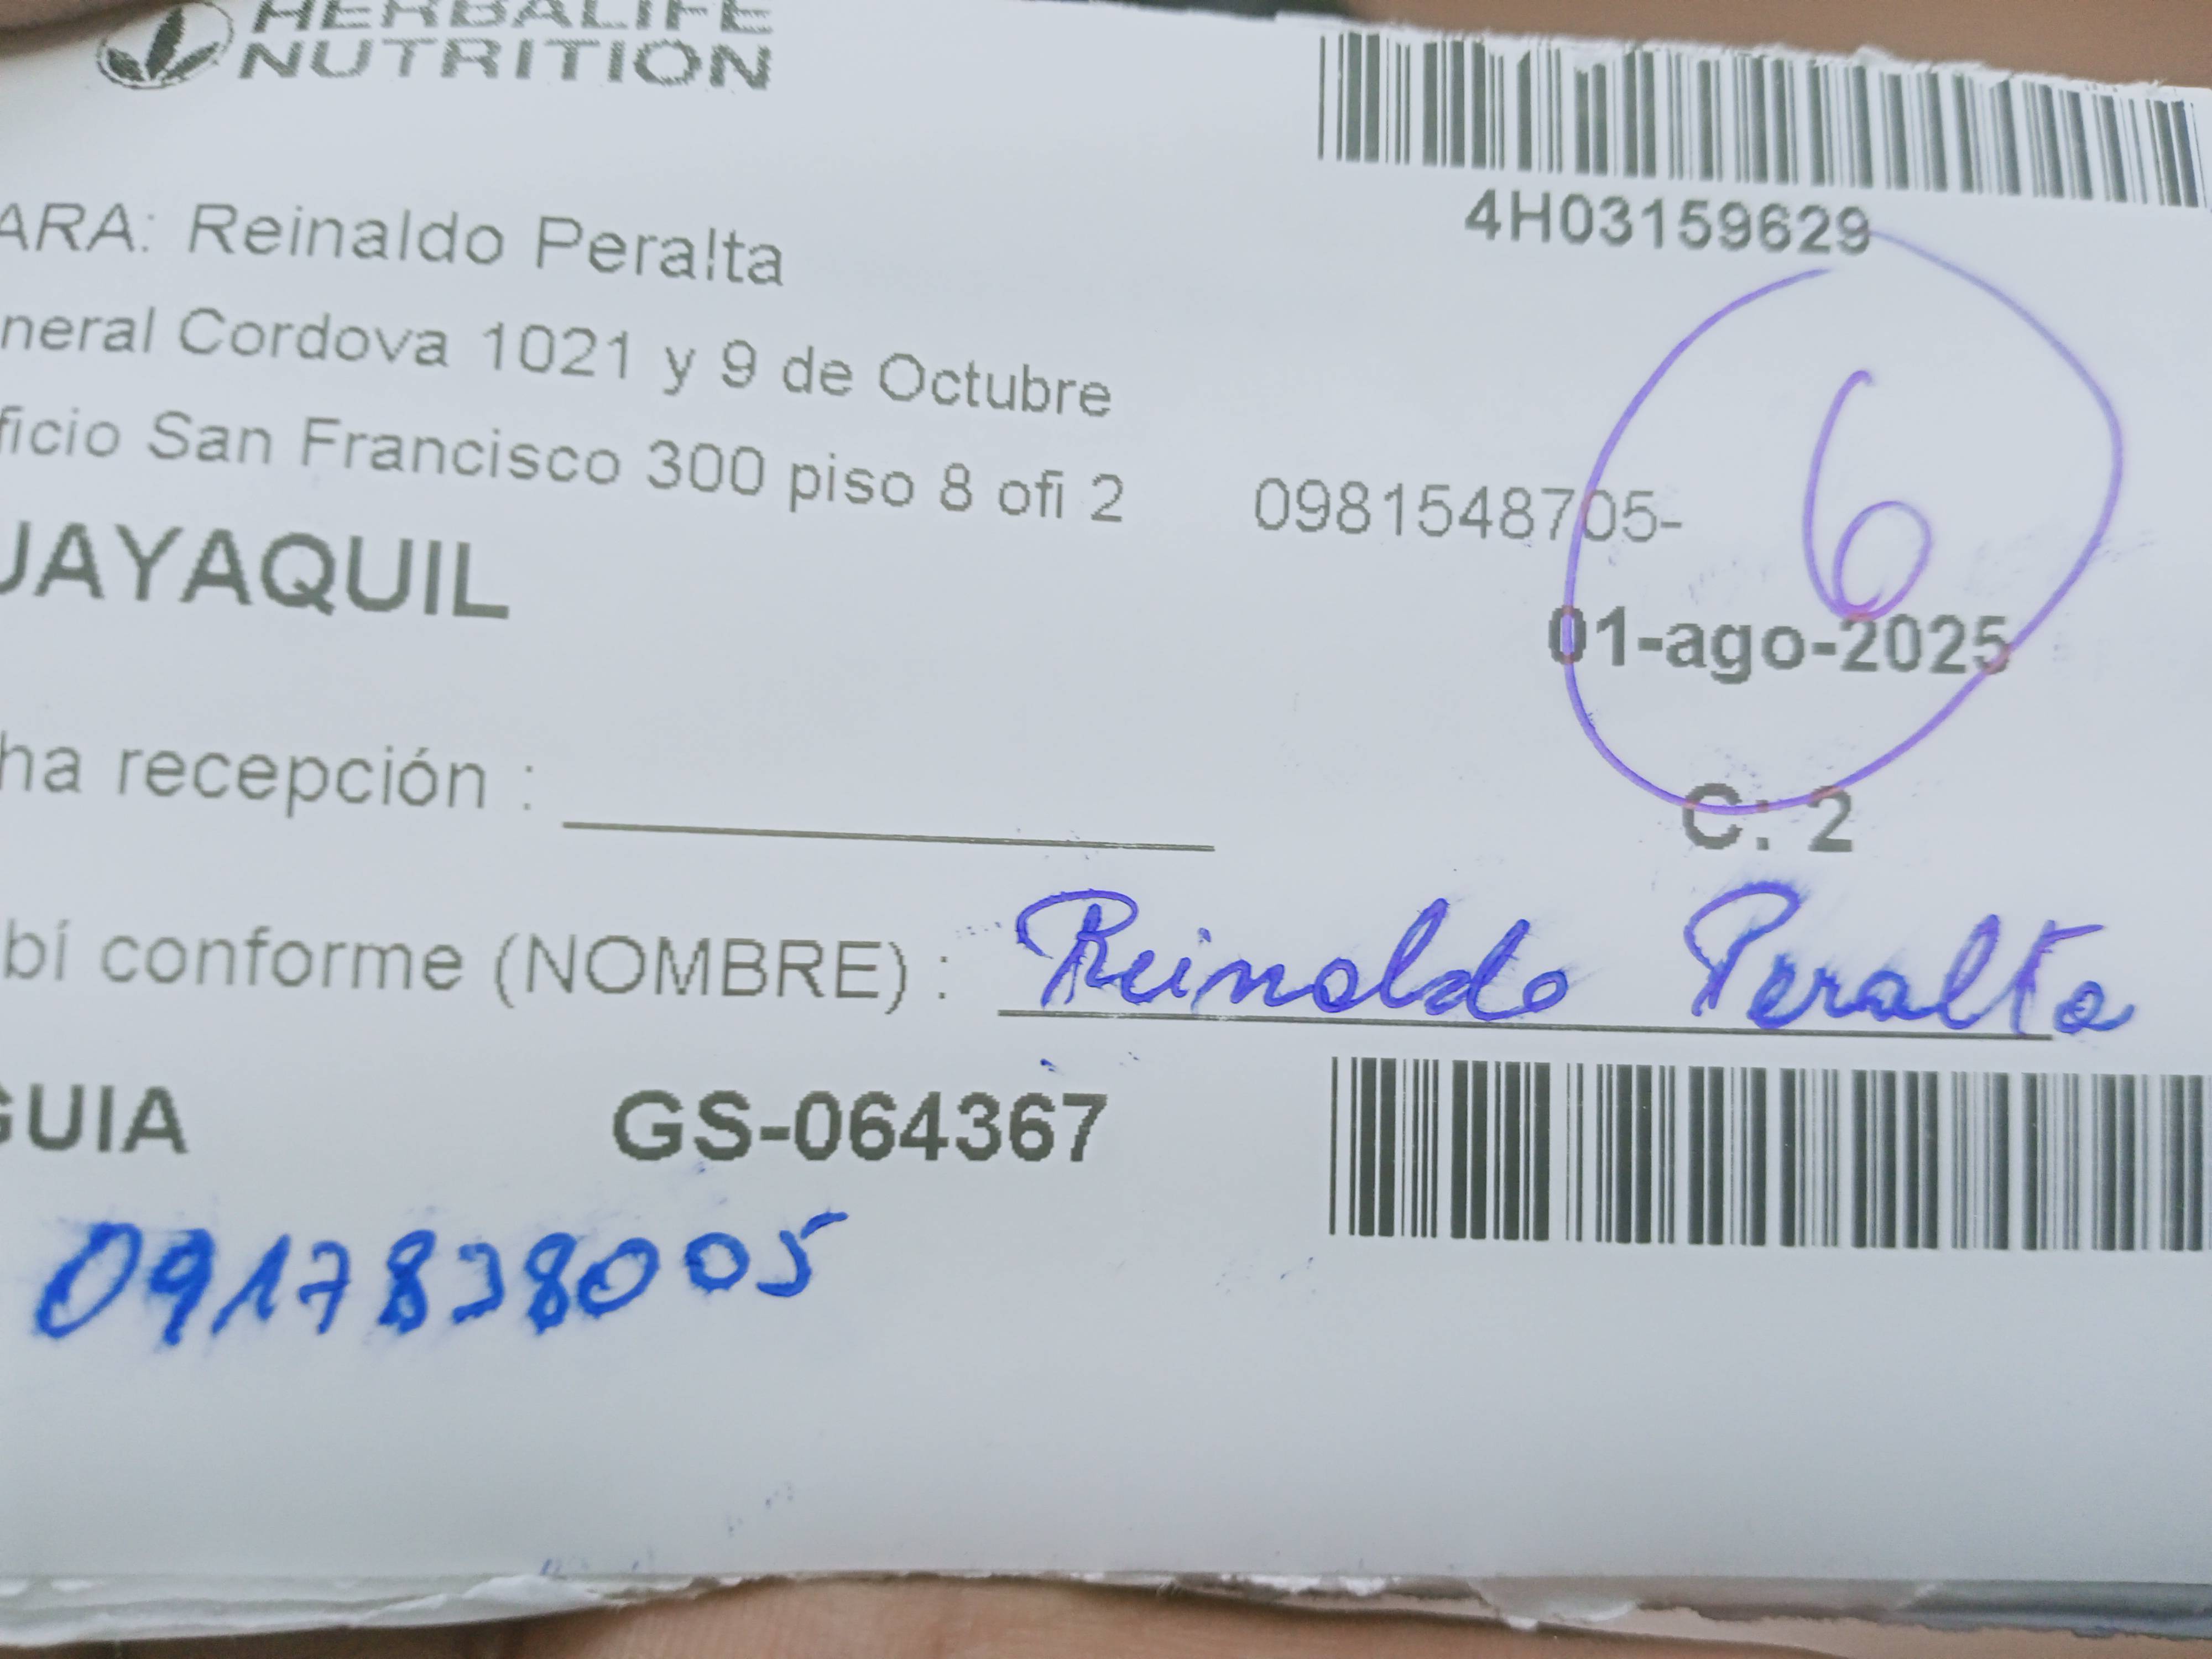 HERBALIFE
NUTRITION
4H03159629
ARA: Reinaldo Peralta
neral Cordova 1021 y 9 de Octubre
ficio San Francisco 300 piso 8 ofi 2 0981548705-
6
UAYAQUIL
01-ago-2025
ha recepción :
C: 2
bí conforme (NOMBRE) : Reinaldo Peralta
GUIA GS-064367
0917838005